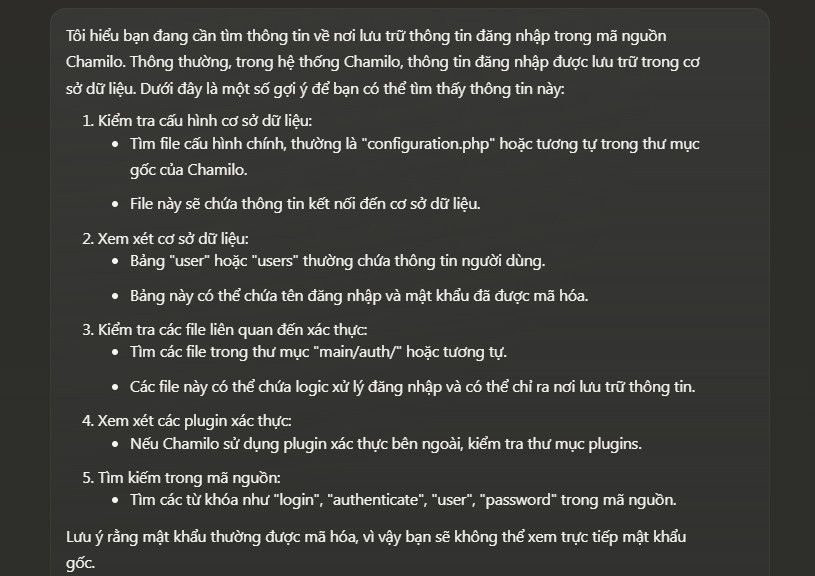 Tôi hiểu bạn đang cần tìm thông tin về nơi lưu trữ thông tin đăng nhập trong mã nguồn
Chamilo. Thông thường, trong hệ thống Chamilo, thông tin đăng nhập được lưu trữ trong cơ
sở dữ liệu. Dưới đây là một số gợi ý để bạn có thể tìm thấy thông tin này:
1. Kiểm tra cấu hình cơ sở dữ liệu:
• Tìm file cấu hình chính, thường là "configuration.php" hoặc tương tự trong thư mục
gốc của Chamilo.
• File này sẽ chứa thông tin kết nối đến cơ sở dữ liệu.
2. Xem xét cơ sở dữ liệu:
• Bảng "user" hoặc "users" thường chứa thông tin người dùng.
• Bảng này có thể chứa tên đăng nhập và mật khẩu đã được mã hóa.
3. Kiểm tra các file liên quan đến xác thực:
• Tìm các file trong thư mục "main/auth/" hoặc tương tự.
• Các file này có thể chứa logic xử lý đăng nhập và có thể chỉ ra nơi lưu trữ thông tin.
4. Xem xét các plugin xác thực:
• Nếu Chamilo sử dụng plugin xác thực bên ngoài, kiểm tra thư mục plugins.
5. Tìm kiếm trong mã nguồn:
• Tìm các từ khóa như "login", "authenticate", "user", "password" trong mã nguồn.
Lưu ý rằng mật khẩu thường được mã hóa, vì vậy bạn sẽ không thể xem trực tiếp mật khẩu
gốc.